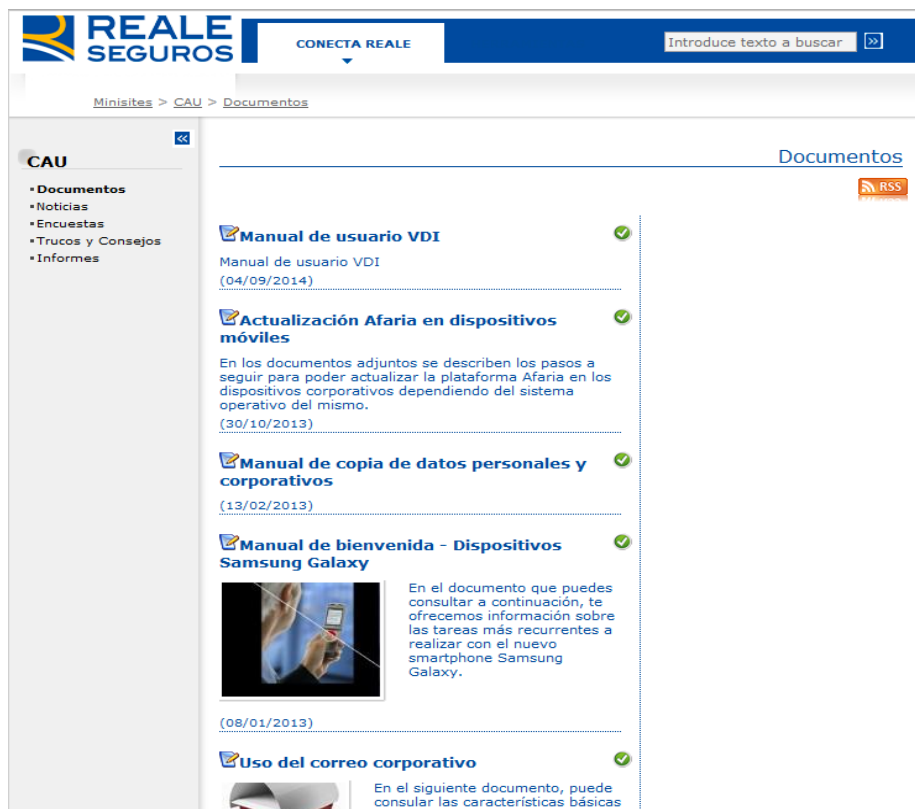 REALE
SEGUROS
CONECTA REALE
Introduce texto a buscar
Minisites > CAU > Documentos
CAU
Documentos
Noticias
Encuestas
Trucos y Consejos
Informes
Documentos
RSS
Manual de usuario VDI
Manual de usuario VDI
(04/09/2014)
Actualización Afaria en dispositivos
móviles
En los documentos adjuntos se describen los pasos a
seguir para poder actualizar la plataforma Afaria en los
dispositivos corporativos dependiendo del sistema
operativo del mismo.
(30/10/2013)
Manual de copia de datos personales y
corporativos
(13/02/2013)
Manual de bienvenida - Dispositivos
Samsung Galaxy
En el documento que puedes
consultar a continuación, te
ofrecemos información sobre
las tareas más recurrentes a
realizar con el nuevo
smartphone Samsung
Galaxy.
(08/01/2013)
Uso del correo corporativo
En el siguiente documento, puede
consular las características básicas